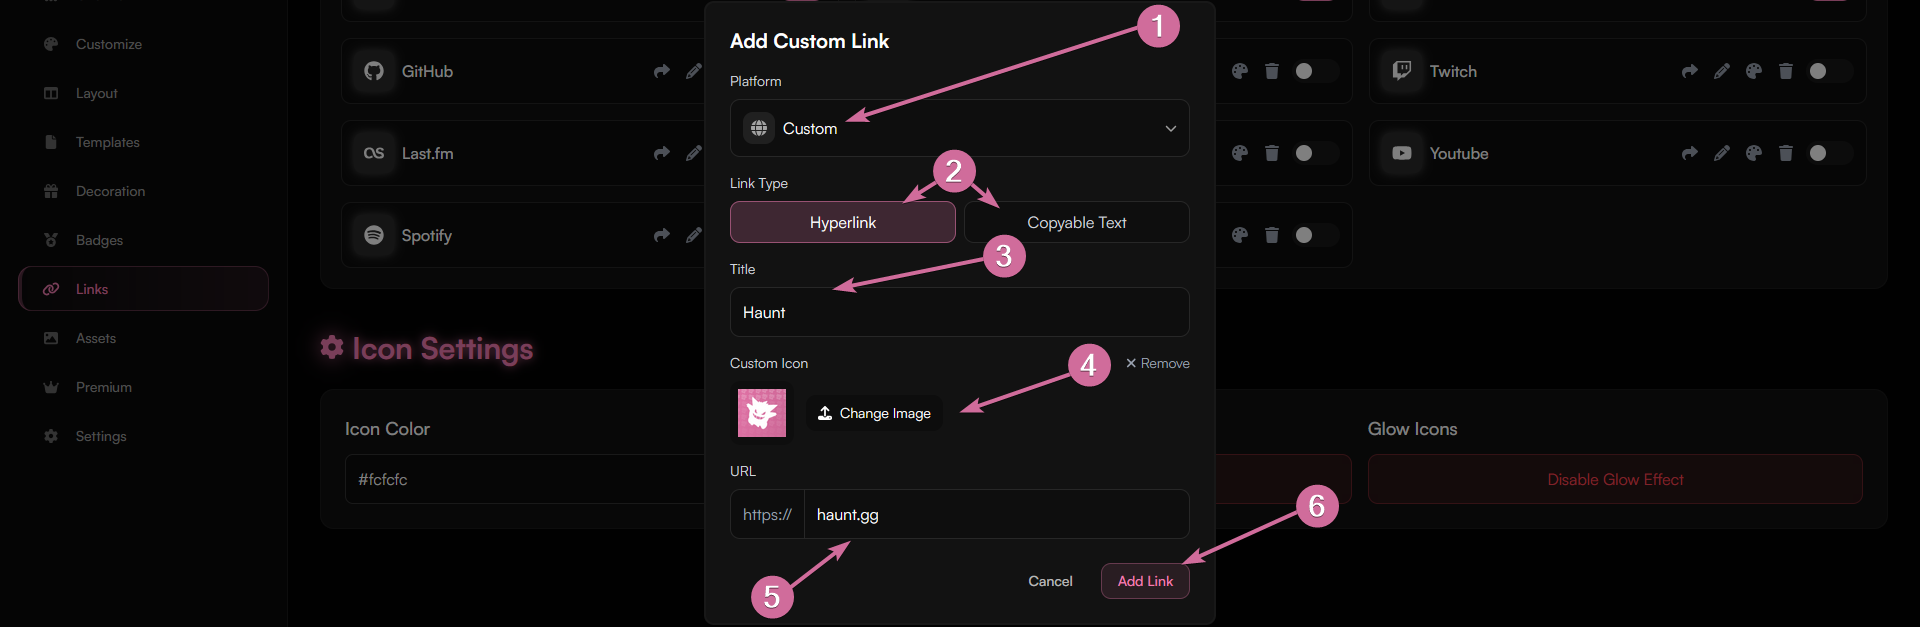 Customize
Layout
Templates
Decoration
Badges
Links
Assets
Premium
Settings
GitHub
Last.fm
Spotify
Twitch
Youtube
Icon Settings
Icon Color
#fcfcfc
Glow Icons
Disable Glow Effect
Add Custom Link
1
Platform
Custom
2
Link Type
Hyperlink
Copyable Text
3
Title
Haunt
Custom Icon
4
Remove
Change Image
URL
https://
haunt.gg
5
6
Cancel
Add Link